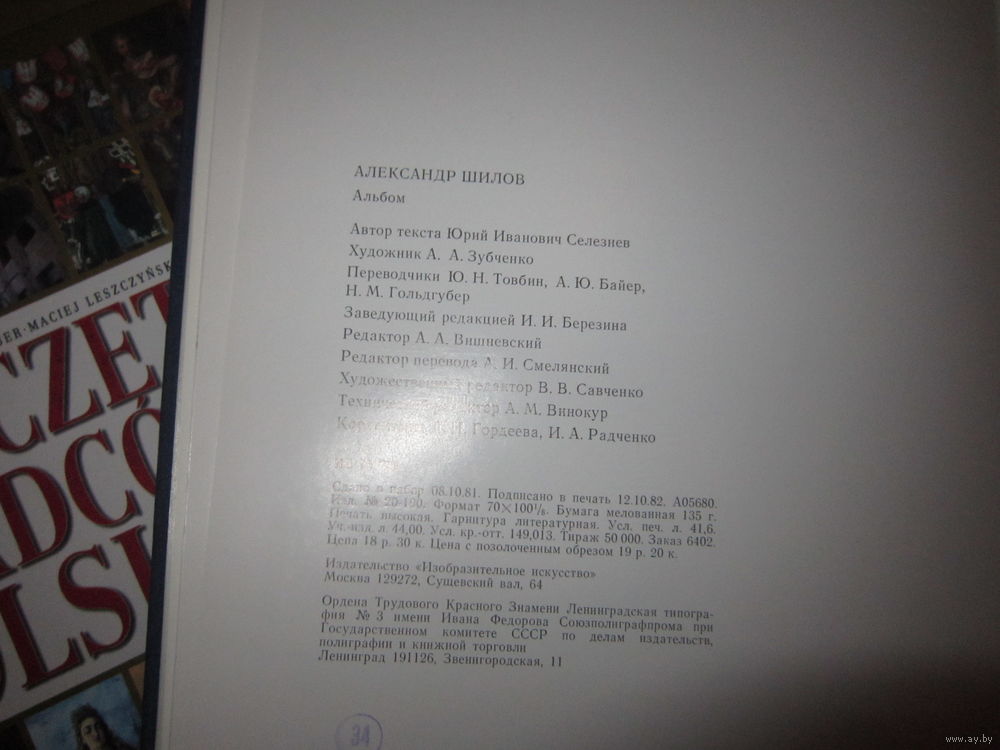 АЛЕКСАНДР ШИЛОВ
Альбом
Автор текста Юрий Иванович Селезнев
Художник А. А. Зубченко
Переводчики Ю. Н. Товбин, А. Ю. Байер,
Н. М. Гольдгубер
Заведующий редакцией И. И. Березина
Редактор А. А. Вишневский
Редактор перевода А. И. Смелянский
Художественный редактор В. В. Савченко
Технический редактор А. М. Винокур
Гордеева, И. А. Радченко
Сдано в набор 08.10.81. Подписано в печать 12.10.82. А05680.
Изд. № 20-190. Формат 70×100⅛. Бумага мелованная 135 г.
Печать высокая. Гарнитура литературная. Усл. печ. л. 41,6.
Уч.-изд. л. 44,00. Усл. кр.-отт. 149,013. Тираж 50 000. Заказ 6402.
Цена 18 р. 30 к. Цена с позолоченным обрезом 19 р. 20 к.
Издательство «Изобразительное искусство»
Москва 129272, Сущевский вал, 64
Ордена Трудового Красного Знамени Ленинградская типогра-
фия № 3 имени Ивана Федорова Союзполиграфпрома при
Государственном комитете СССР по делам издательств,
полиграфии и книжной торговли
Ленинград 191126, Звенигородская, 11
34
DER·MACIEJ LESZCZYŃSK
CZET
ADCÓ
OLSK
www.ay.by